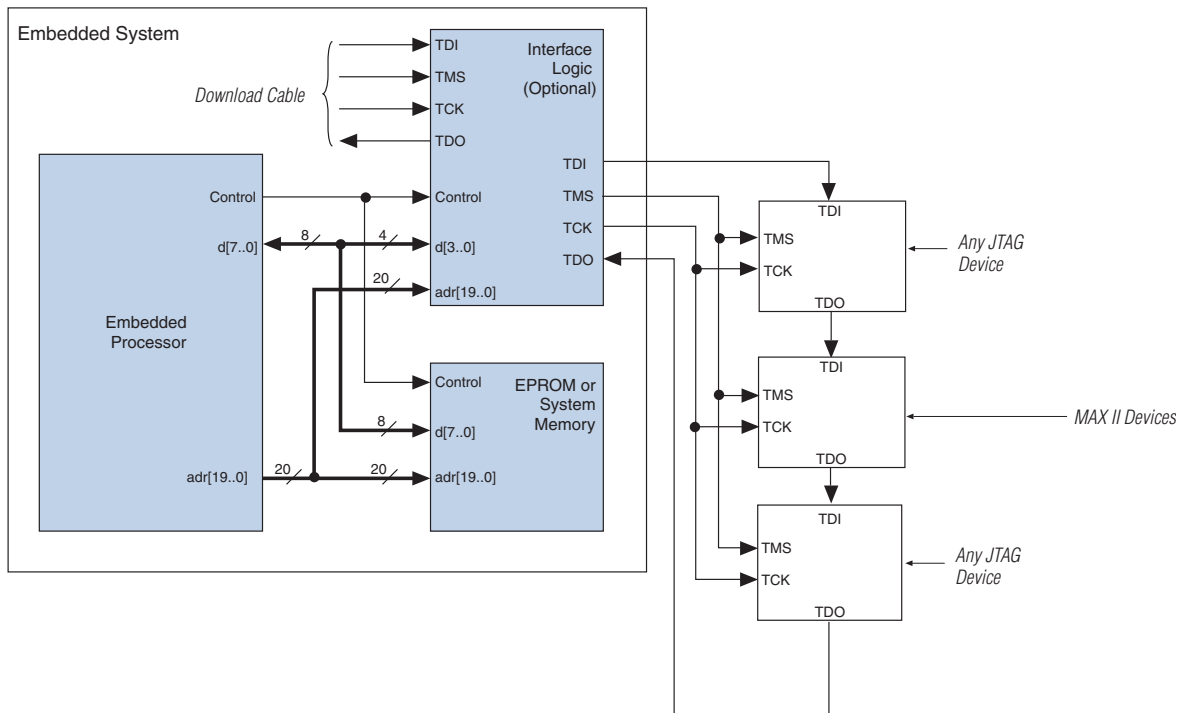 Embedded System
Download Cable
TDI
TMS
TCK
TDO
Interface
Logic
(Optional)
Control
d[3..0]
adr[19..0]
TDI
TMS
TCK
TDO
Control
d[7..0]
Embedded
Processor
adr[19..0]
8
4
20
8
20
20
Control
d[7..0]
adr[19..0]
EPROM or
System
Memory
TDI
TMS
TCK
TDO
Any JTAG
Device
TDI
TMS
TCK
TDO
MAX II Devices
TDI
TMS
TCK
TDO
Any JTAG
Device